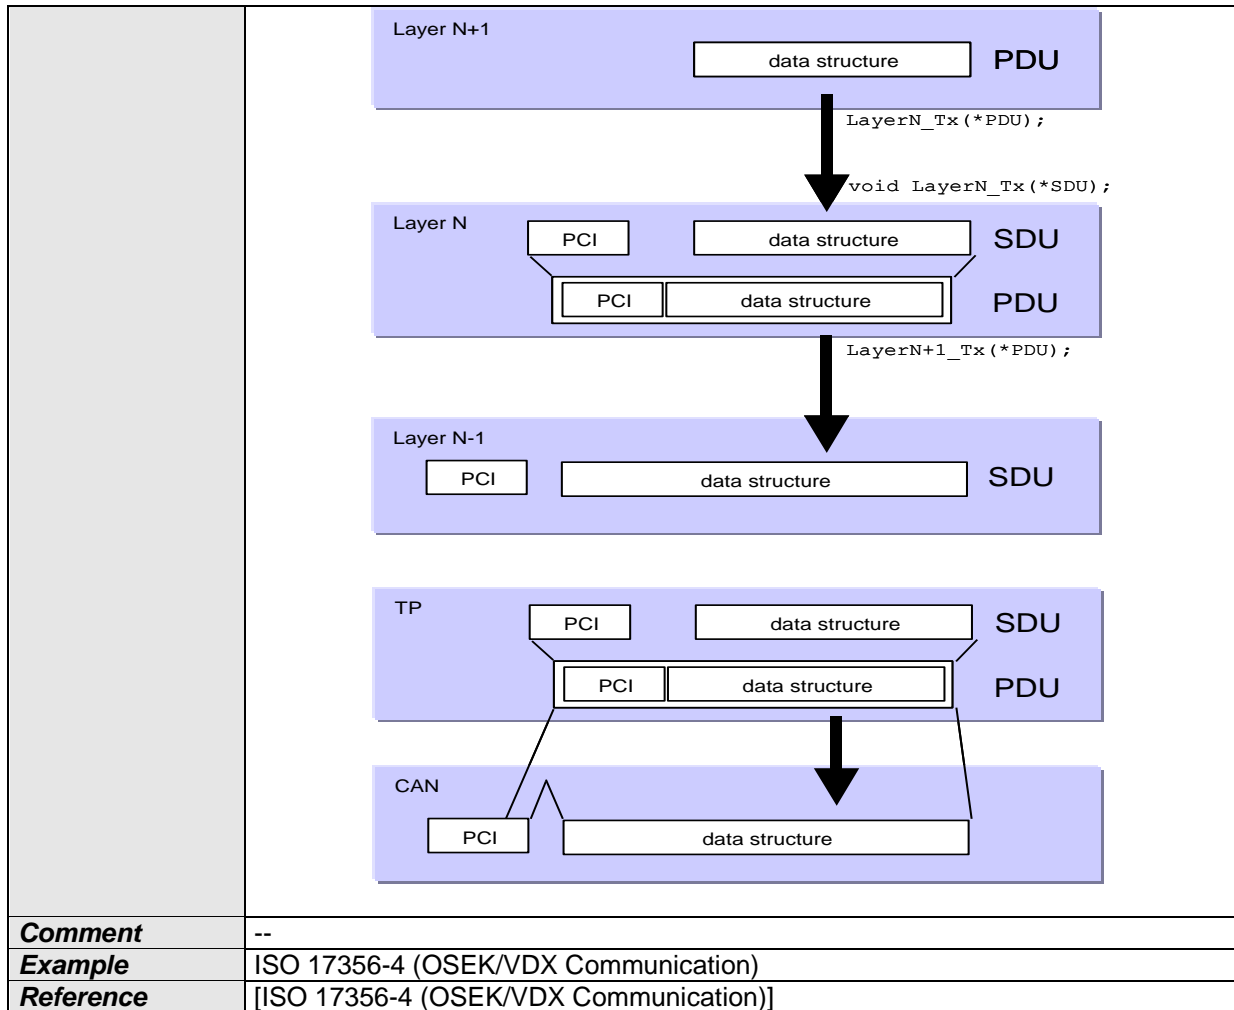 Layer N+1
data structure PDU
LayerN_Tx(*PDU);
void LayerN_Tx(*SDU);
Layer N
PCI data structure SDU
PCI data structure PDU
LayerN+1_Tx(*PDU);
Layer N-1
PCI data structure SDU
TP
PCI data structure SDU
PCI data structure PDU
CAN
PCI data structure
Comment --
Example ISO 17356-4 (OSEK/VDX Communication)
Reference [ISO 17356-4 (OSEK/VDX Communication)]